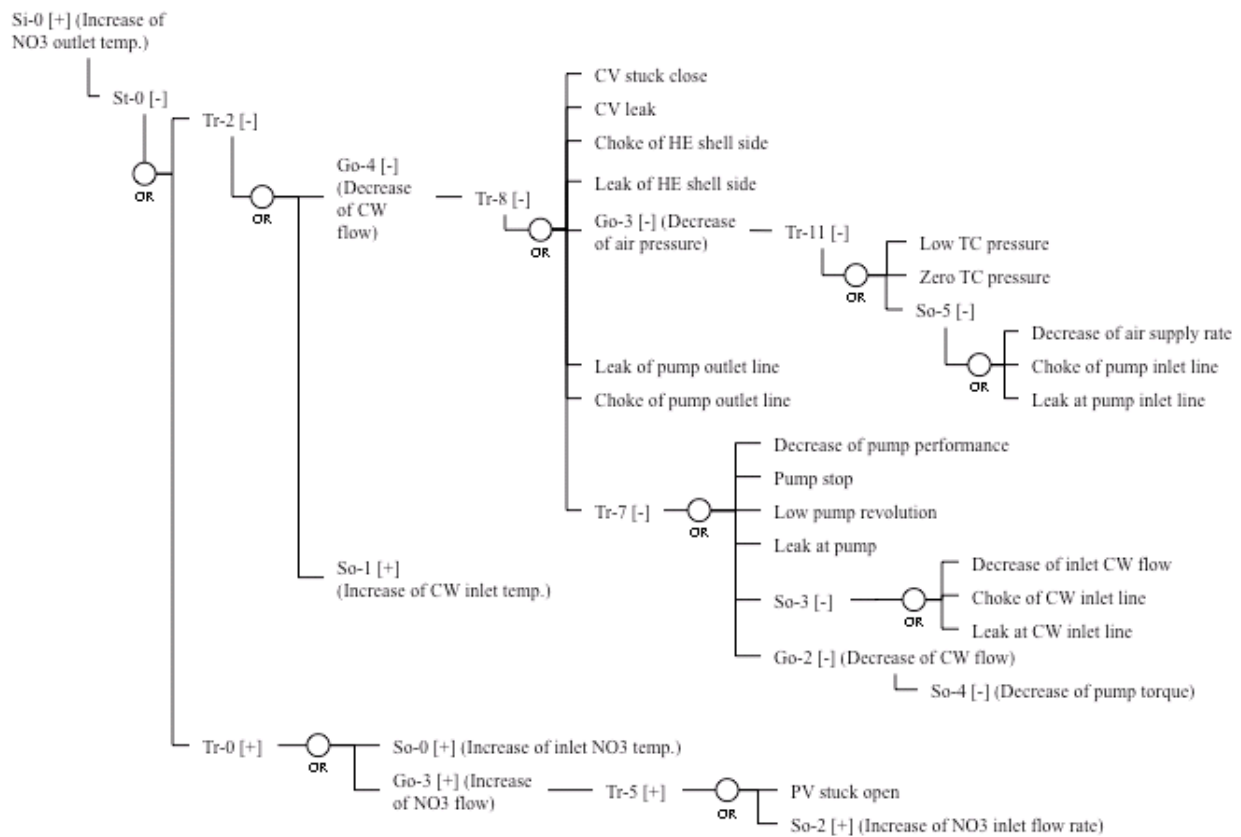 Si-0 [+] (Increase of
NO3 outlet temp.)
St-0 [-]
OR
Tr-2 [-]
OR
Go-4 [-]
(Decrease
of CW
flow)
Tr-8 [-]
OR
CV stuck close
CV leak
Choke of HE shell side
Leak of HE shell side
Go-3 [-] (Decrease
of air pressure)
Tr-11 [-]
OR
Low TC pressure
Zero TC pressure
So-5 [-]
OR
Decrease of air supply rate
Choke of pump inlet line
Leak at pump inlet line
Leak of pump outlet line
Choke of pump outlet line
Tr-7 [-]
OR
Decrease of pump performance
Pump stop
Low pump revolution
Leak at pump
So-3 [-]
OR
Decrease of inlet CW flow
Choke of CW inlet line
Leak at CW inlet line
Go-2 [-] (Decrease of CW flow)
So-4 [-] (Decrease of pump torque)
So-1 [+]
(Increase of CW inlet temp.)
Tr-0 [+]
OR
So-0 [+] (Increase of inlet NO3 temp.)
Go-3 [+] (Increase
of NO3 flow)
Tr-5 [+]
OR
PV stuck open
So-2 [+] (Increase of NO3 inlet flow rate)